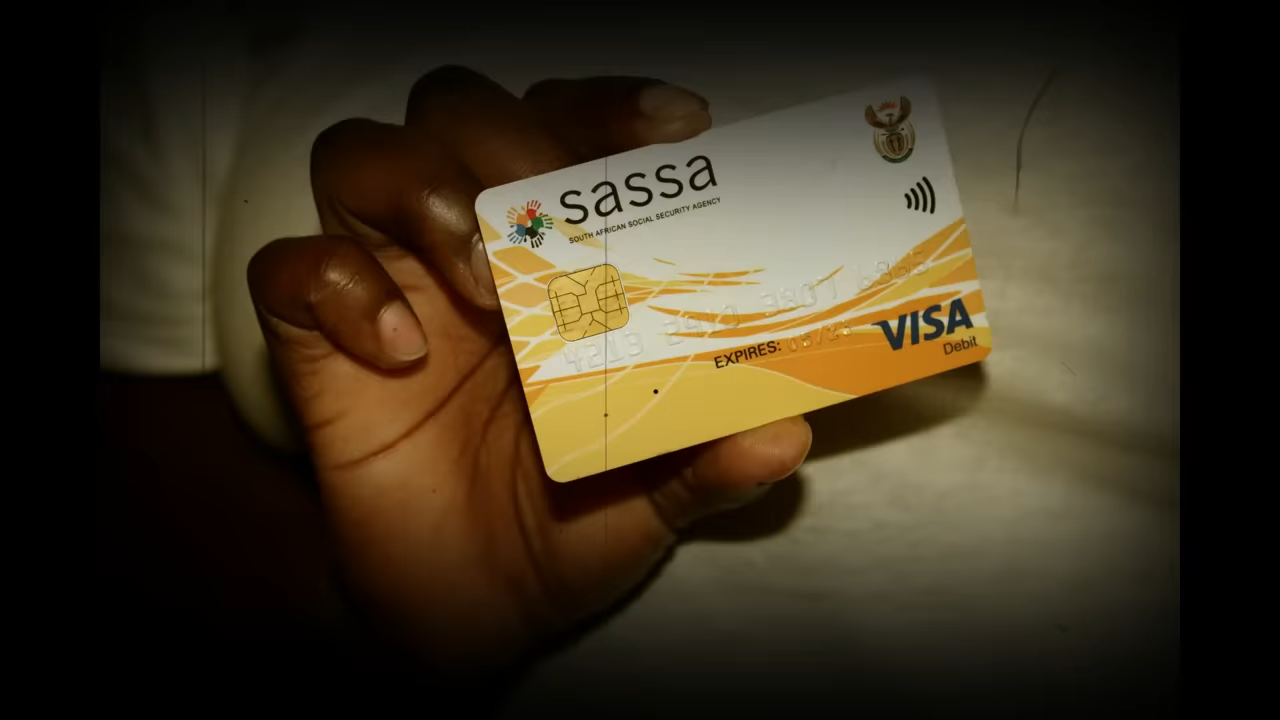 sassa
SOUTH AFRICAN SOCIAL SECURITY AGENCY
EXPIRES:
VISA
Debit